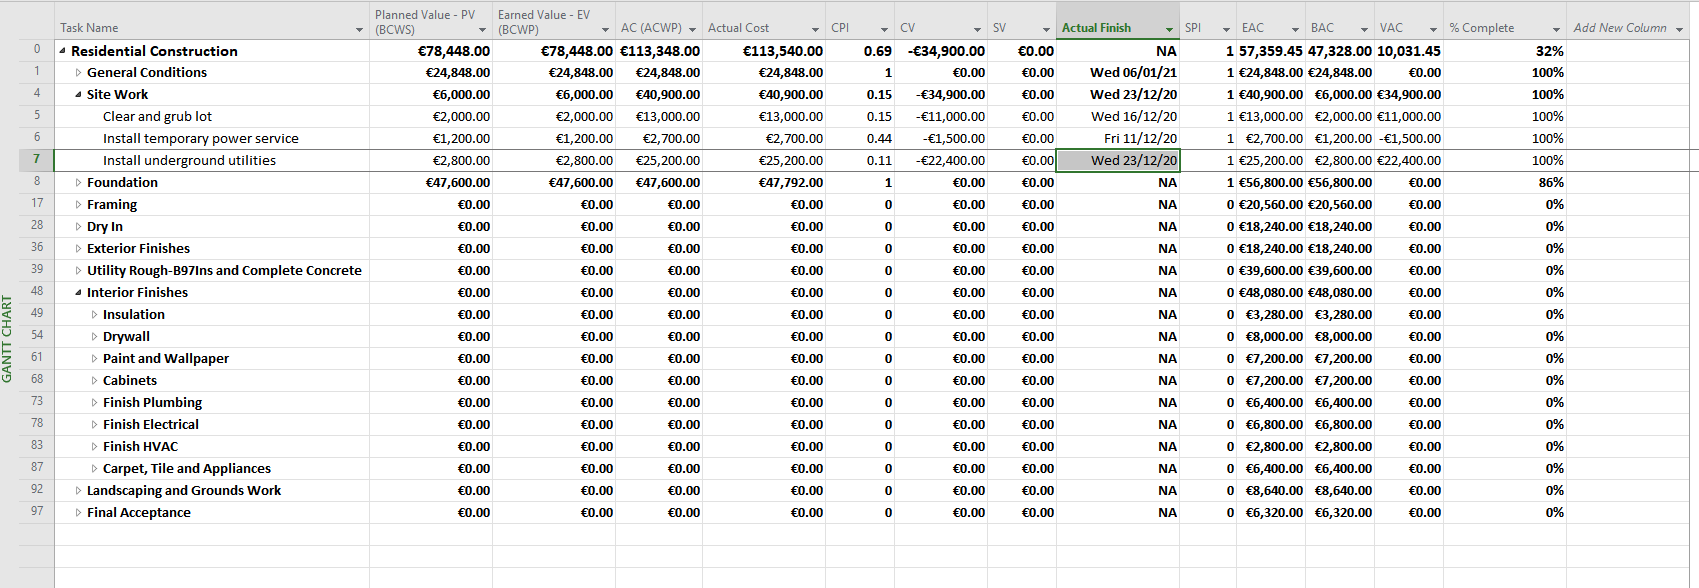 Task Name Planned Value - PV (BCWS) Earned Value - EV (BCWP) AC (ACWP) Actual Cost CPI CV SV Actual Finish SPI EAC BAC VAC % Complete Add New Column
0 Residential Construction €78,448.00 €78,448.00 €113,348.00 €113,540.00 0.69 -€34,900.00 €0.00 NA 1 57,359.45 47,328.00 10,031.45 32%
1 General Conditions €24,848.00 €24,848.00 €24,848.00 €24,848.00 1 €0.00 €0.00 Wed 06/01/21 1 €24,848.00 €24,848.00 €0.00 100%
4 Site Work €6,000.00 €6,000.00 €40,900.00 €40,900.00 0.15 -€34,900.00 €0.00 Wed 23/12/20 1 €40,900.00 €6,000.00 €34,900.00 100%
5 Clear and grub lot €2,000.00 €2,000.00 €13,000.00 €13,000.00 0.15 -€11,000.00 €0.00 Wed 16/12/20 1 €13,000.00 €2,000.00 €11,000.00 100%
6 Install temporary power service €1,200.00 €1,200.00 €2,700.00 €2,700.00 0.44 -€1,500.00 €0.00 Fri 11/12/20 1 €2,700.00 €1,200.00 -€1,500.00 100%
7 Install underground utilities €2,800.00 €2,800.00 €25,200.00 €25,200.00 0.11 -€22,400.00 €0.00 Wed 23/12/20 1 €25,200.00 €2,800.00 €22,400.00 100%
8 Foundation €47,600.00 €47,600.00 €47,600.00 €47,792.00 1 €0.00 €0.00 NA 1 €56,800.00 €56,800.00 €0.00 86%
17 Framing €0.00 €0.00 €0.00 €0.00 0 €0.00 €0.00 NA 0 €20,560.00 €20,560.00 €0.00 0%
28 Dry In €0.00 €0.00 €0.00 €0.00 0 €0.00 €0.00 NA 0 €18,240.00 €18,240.00 €0.00 0%
36 Exterior Finishes €0.00 €0.00 €0.00 €0.00 0 €0.00 €0.00 NA 0 €18,240.00 €18,240.00 €0.00 0%
39 Utility Rough-B97Ins and Complete Concrete €0.00 €0.00 €0.00 €0.00 0 €0.00 €0.00 NA 0 €39,600.00 €39,600.00 €0.00 0%
48 Interior Finishes €0.00 €0.00 €0.00 €0.00 0 €0.00 €0.00 NA 0 €48,080.00 €48,080.00 €0.00 0%
49 Insulation €0.00 €0.00 €0.00 €0.00 0 €0.00 €0.00 NA 0 €3,280.00 €3,280.00 €0.00 0%
54 Drywall €0.00 €0.00 €0.00 €0.00 0 €0.00 €0.00 NA 0 €8,000.00 €8,000.00 €0.00 0%
61 Paint and Wallpaper €0.00 €0.00 €0.00 €0.00 0 €0.00 €0.00 NA 0 €7,200.00 €7,200.00 €0.00 0%
68 Cabinets €0.00 €0.00 €0.00 €0.00 0 €0.00 €0.00 NA 0 €7,200.00 €7,200.00 €0.00 0%
73 Finish Plumbing €0.00 €0.00 €0.00 €0.00 0 €0.00 €0.00 NA 0 €6,400.00 €6,400.00 €0.00 0%
78 Finish Electrical €0.00 €0.00 €0.00 €0.00 0 €0.00 €0.00 NA 0 €6,800.00 €6,800.00 €0.00 0%
83 Finish HVAC €0.00 €0.00 €0.00 €0.00 0 €0.00 €0.00 NA 0 €2,800.00 €2,800.00 €0.00 0%
87 Carpet, Tile and Appliances €0.00 €0.00 €0.00 €0.00 0 €0.00 €0.00 NA 0 €6,400.00 €6,400.00 €0.00 0%
92 Landscaping and Grounds Work €0.00 €0.00 €0.00 €0.00 0 €0.00 €0.00 NA 0 €8,640.00 €8,640.00 €0.00 0%
97 Final Acceptance €0.00 €0.00 €0.00 €0.00 0 €0.00 €0.00 NA 0 €6,320.00 €6,320.00 €0.00 0%
GANTT CHART